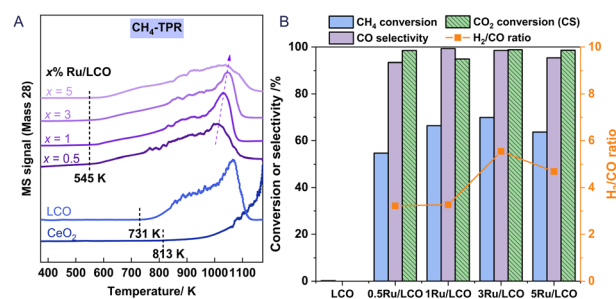 A
CH₄-TPR
x% Ru/LCO
x = 5
x = 3
x = 1
x = 0.5
545 K
LCO
731 K
CeO₂
813 K
MS signal (Mass 28)
400 500 600 700 800 900 1000 1100
Temperature/ K
B
CH₄ conversion CO₂ conversion (CS)
CO selectivity H₂/CO ratio
100
80
60
40
20
0
Conversion or selectivity /%
10
8
6
4
2
0
H₂/CO ratio
LCO 0.5Ru/LCO 1Ru/LCO 3Ru/LCO 5Ru/LCO